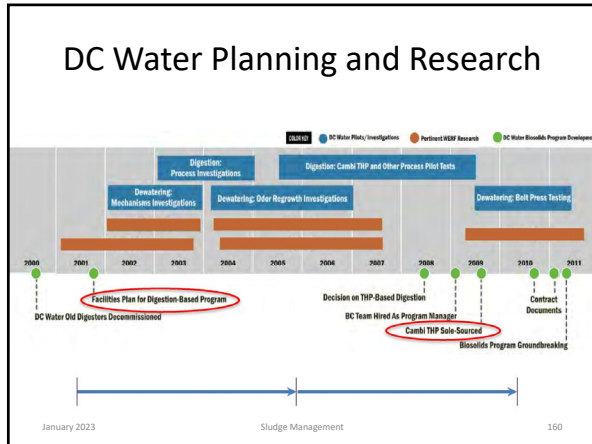 DC Water Planning and Research
COLOR KEY
DC Water Pilots/Investigations
Pertinent WERF Research
DC Water Biosolids Program Developm
Digestion:
Process Investigations
Digestion: Cambi THP and Other Process Pilot Tests
Dewatering:
Mechanisms Investigations
Dewatering: Odor Regrowth Investigations
Dewatering: Belt Press Testing
2000 2001 2002 2003 2004 2005 2006 2007 2008 2009 2010 2011
Facilities Plan for Digestion-Based Program
DC Water Old Digesters Decommissioned
Decision on THP-Based Digestion
BC Team Hired As Program Manager
Cambi THP Sole-Sourced
Contract
Documents
Biosolids Program Groundbreaking
January 2023 Sludge Management 160